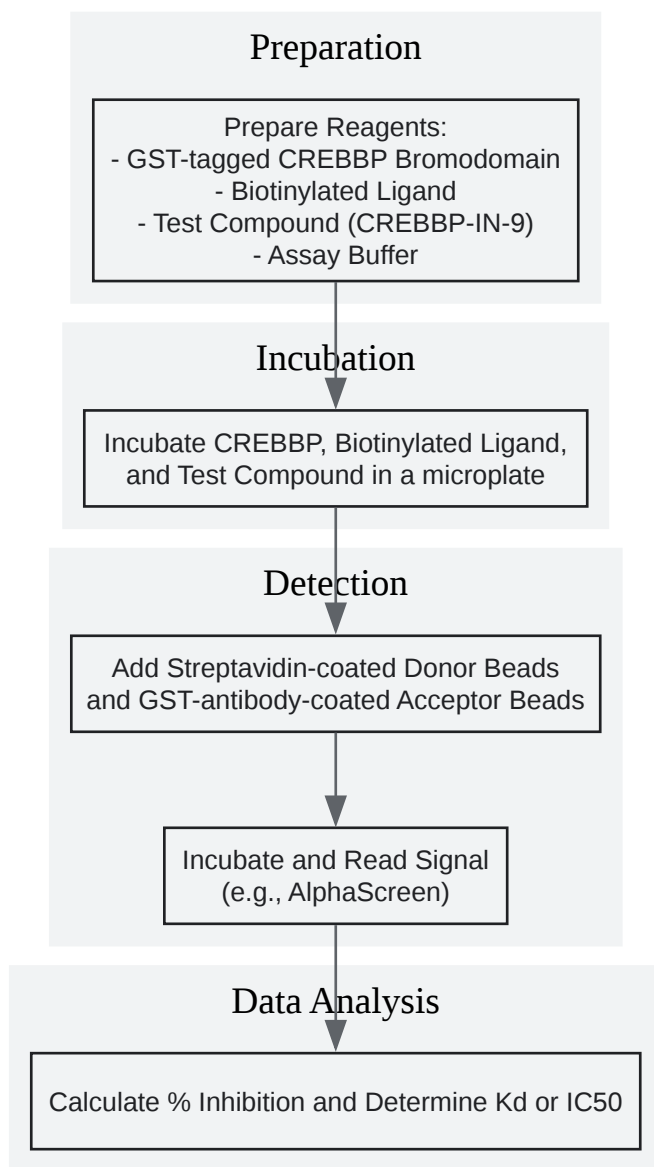 Preparation
Prepare Reagents:
- GST-tagged CREBBP Bromodomain
- Biotinylated Ligand
- Test Compound (CREBBP-IN-9)
- Assay Buffer
Incubation
Incubate CREBBP, Biotinylated Ligand,
and Test Compound in a microplate
Detection
Add Streptavidin-coated Donor Beads
and GST-antibody-coated Acceptor Beads
Incubate and Read Signal
(e.g., AlphaScreen)
Data Analysis
Calculate % Inhibition and Determine Kd or IC50